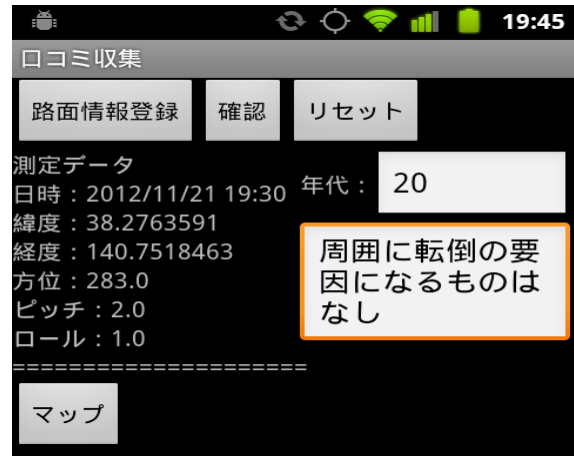 19:45
口コミ収集
路面情報登録 確認 リセット
測定データ
日時：2012/11/21 19:30
緯度：38.2763591
経度：140.7518463
方位：283.0
ピッチ：2.0
ロール：1.0
======================
年代： 20
周囲に転倒の要
因になるものは
なし
マップ